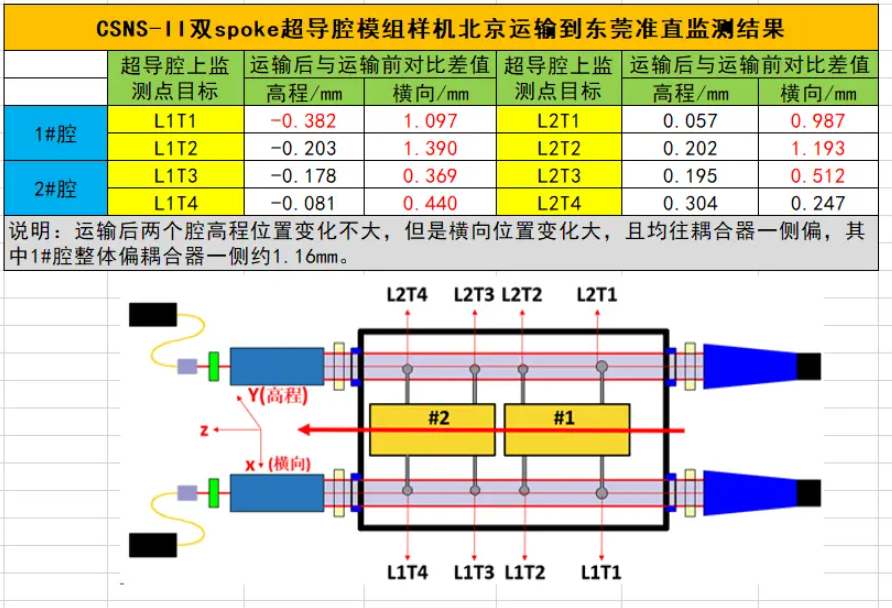 CSNS-II双spoke超导腔模组样机北京运输到东莞准直监测结果
超导腔上监测点目标 运输后与运输前对比差值 超导腔上监测点目标 运输后与运输前对比差值
高程/mm 横向/mm 高程/mm 横向/mm
1#腔 L1T1 -0.382 1.097 L2T1 0.057 0.987
L1T2 -0.203 1.390 L2T2 0.202 1.193
2#腔 L1T3 -0.178 0.369 L2T3 0.195 0.512
L1T4 -0.081 0.440 L2T4 0.304 0.247
说明：运输后两个腔高程位置变化不大，但是横向位置变化大，且均往耦合器一侧偏，其
中1#腔整体偏耦合器一侧约1.16mm。
L2T4 L2T3 L2T2 L2T1
Y(高程)
#2 #1
z
x (横向)
L1T4 L1T3 L1T2 L1T1